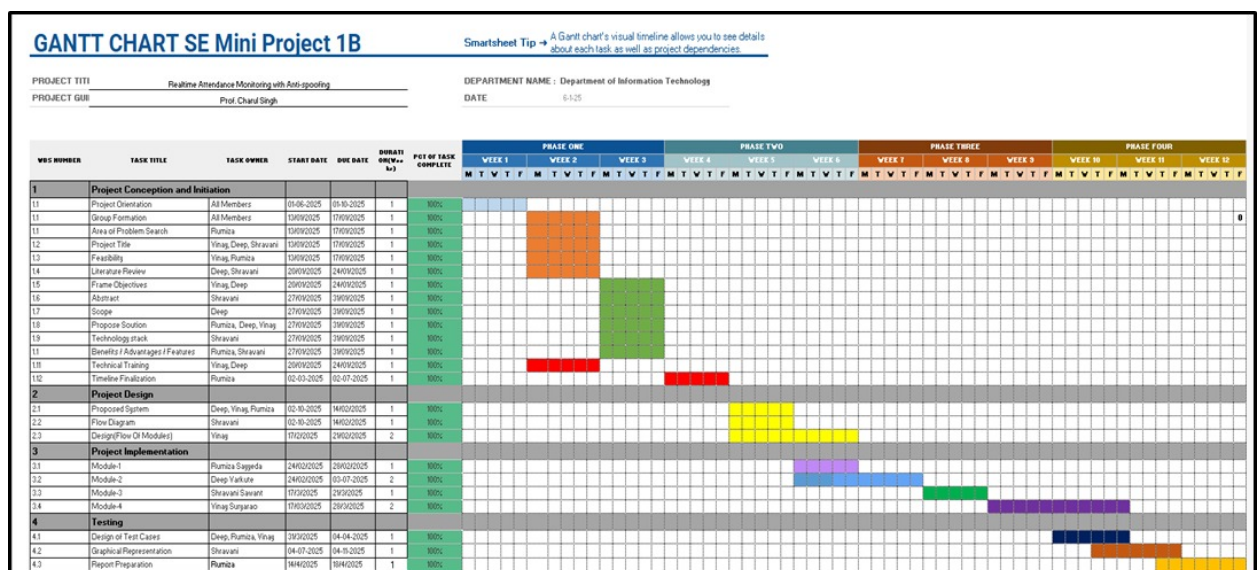 GANTT CHART SE Mini Project 1B
Smartsheet Tip → A Gantt chart's visual timeline allows you to see details
about each task as well as project dependencies.
PROJECT TITI Realtime Attendance Monitoring with Anti-spoofing DEPARTMENT NAME : Department of Information Technology
PROJECT GUI Prof. Charul Singh DATE 6-1-25
PHASE ONE PHASE TWO PHASE THREE PHASE FOUR
WBS NUMBER TASK TITLE TASK OWNER START DATE DUE DATE DURATI PCT OF TASK COMPLETE WEEK 1 WEEK 2 WEEK 3 WEEK 4 WEEK 5 WEEK 6 WEEK 7 WEEK 8 WEEK 9 WEEK 10 WEEK 11 WEEK 12
M T W T F M T W T F M T W T F M T W T F M T W T F M T W T F M T W T F M T W T F M T W T F M T W T F M T W T F M T W T F
1 Project Conception and Initiation
1.1 Project Orientation All Members 01-06-2025 01-10-2025 1 100%
1.1 Group Formation All Members 13/01/2025 17/01/2025 1 100% 0
1.1 Area of Problem Search Rumiza 13/01/2025 17/01/2025 1 100%
1.2 Project Title Vinay, Deep, Shravani 13/01/2025 17/01/2025 1 100%
1.3 Feasibility Vinay, Rumiza 13/01/2025 17/01/2025 1 100%
1.4 Literature Review Deep, Shravani 20/01/2025 24/01/2025 1 100%
1.5 Frame Objectives Vinay, Deep 20/01/2025 24/01/2025 1 100%
1.6 Abstract Shravani 27/01/2025 31/01/2025 1 100%
1.7 Scope Deep 27/01/2025 31/01/2025 1 100%
1.8 Propose Soution Rumiza, Deep, Vinay 27/01/2025 31/01/2025 1 100%
1.9 Technology stack Shravani 27/01/2025 31/01/2025 1 100%
1.1 Benefits / Advantages / Features Rumiza, Shravani 27/01/2025 31/01/2025 1 100%
1.11 Technical Training Vinay, Deep 20/01/2025 24/01/2025 1 100%
1.12 Timeline Finalization Rumiza 02-03-2025 02-07-2025 1 100%
2 Project Design
2.1 Proposed System Deep, Vinay, Rumiza 02-10-2025 14/02/2025 1 100%
2.2 Flow Diagram Shravani 02-10-2025 14/02/2025 1 100%
2.3 Design(Flow Of Modules) Vinay 17/2/2025 21/02/2025 2 100%
3 Project Implementation
3.1 Module-1 Rumiza Sayyeda 24/02/2025 28/02/2025 1 100%
3.2 Module-2 Deep Varkute 24/02/2025 03-07-2025 2 100%
3.3 Module-3 Shravani Sawant 17/3/2025 21/3/2025 1 100%
3.4 Module-4 Vinay Sunjarao 17/03/2025 28/3/2025 2 100%
4 Testing
4.1 Design of Test Cases Deep, Rumiza, Vinay 31/3/2025 04-04-2025 1 100%
4.2 Graphical Representation Shravani 04-07-2025 04-11-2025 1 100%
4.3 Report Preparation Rumiza 14/4/2025 18/4/2025 1 100%